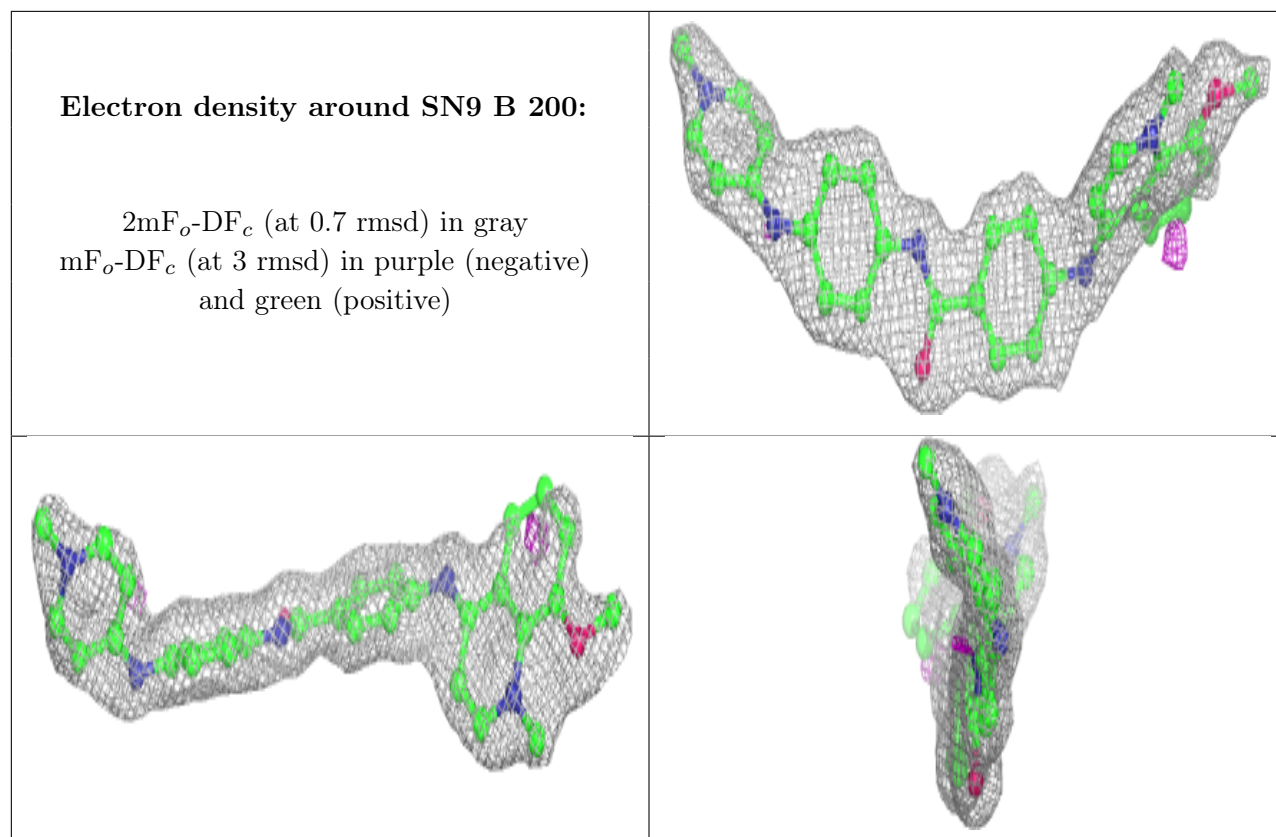 Electron density around SN9 B 200:
2mFo-DFc (at 0.7 rmsd) in gray
mFo-DFc (at 3 rmsd) in purple (negative)
and green (positive)